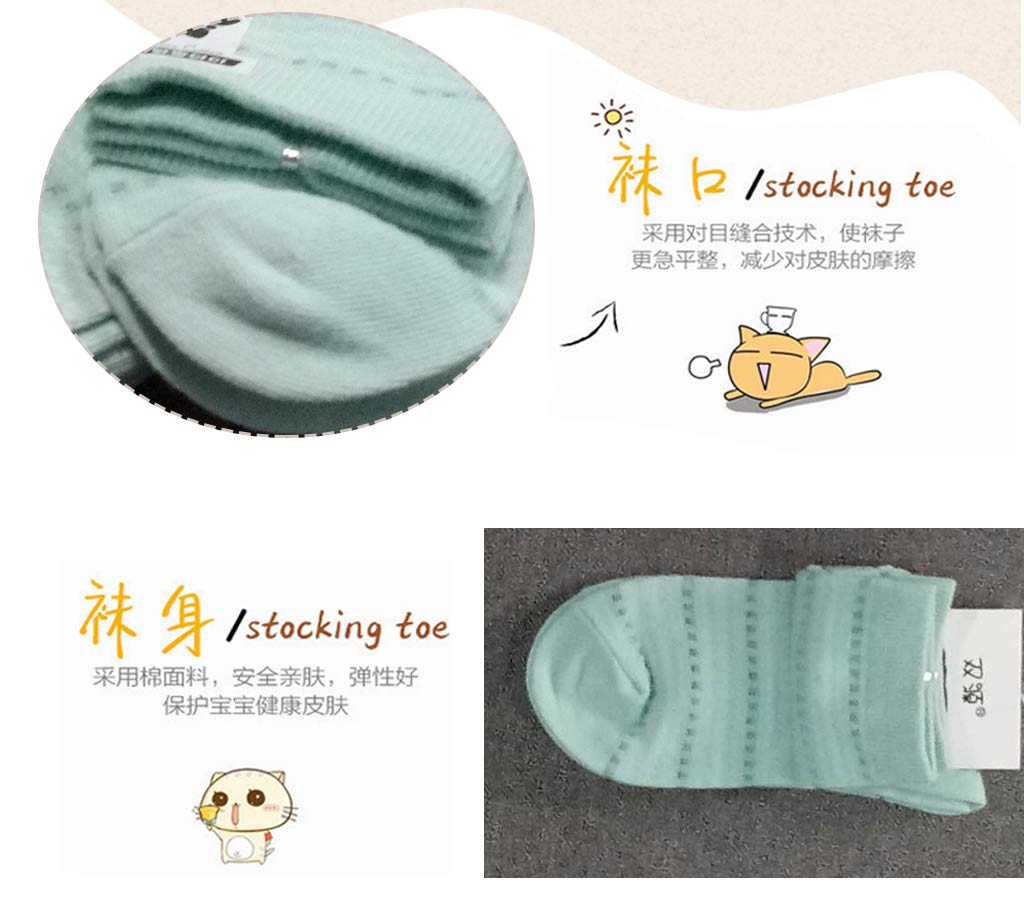 袜口/stocking toe
采用对目缝合技术，使袜子
更急平整，减少对皮肤的摩擦
袜身/stocking toe
采用棉面料，安全亲肤，弹性好
保护宝宝健康皮肤